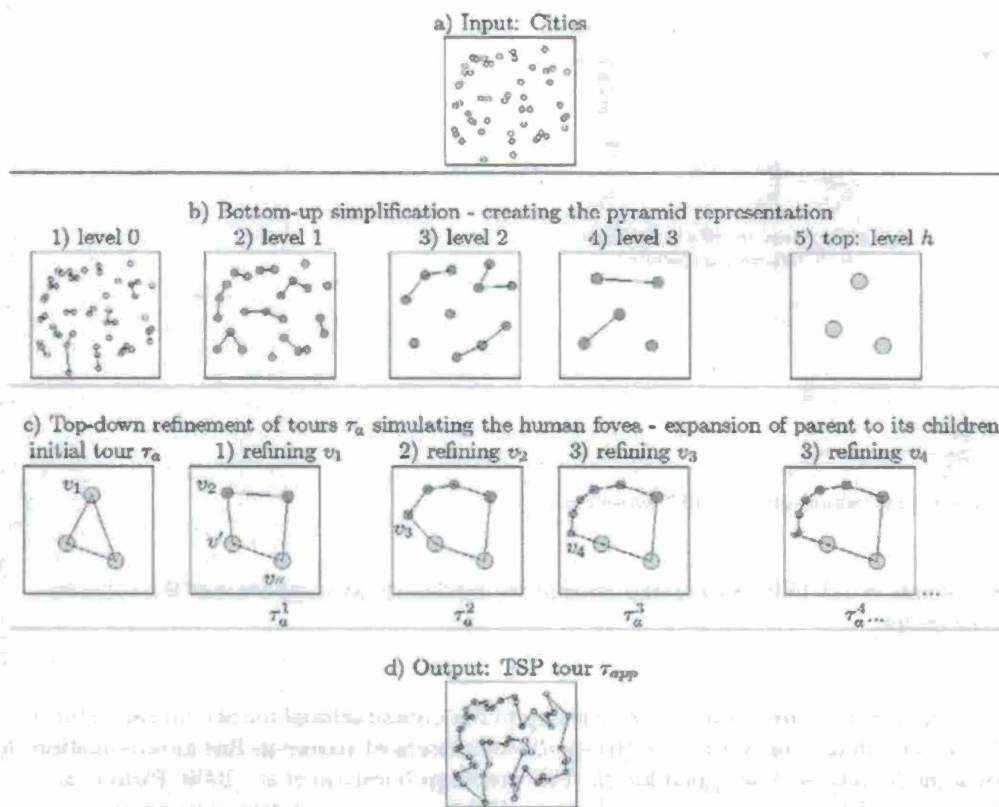 a) Input: Cities
b) Bottom-up simplification - creating the pyramid representation
1) level 0 2) level 1 3) level 2 4) level 3 5) top: level h
c) Top-down refinement of tours τa simulating the human fovea - expansion of parent to its children
initial tour τa 1) refining v1 2) refining v2 3) refining v3 3) refining v4
v1 v2 v3 v4
v′
v″
τa1 τa2 τa3 τa4...
d) Output: TSP tour τapp